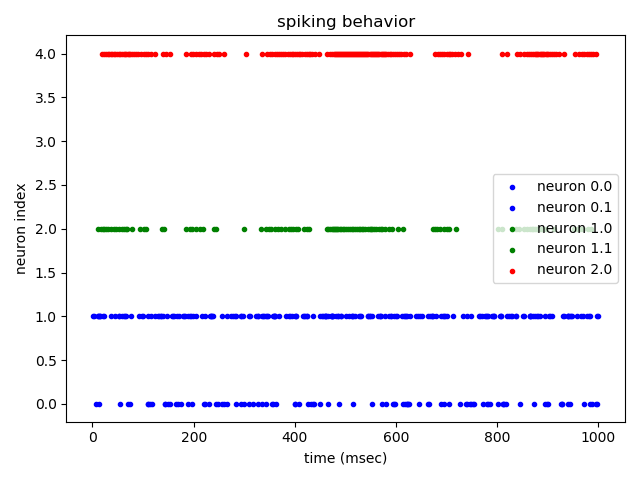 spiking behavior
4.0
3.5
3.0
2.5
2.0
1.5
1.0
0.5
0.0
neuron index
neuron 0.0
neuron 0.1
neuron 1.0
neuron 1.1
neuron 2.0
0 200 400 600 800 1000
time (msec)